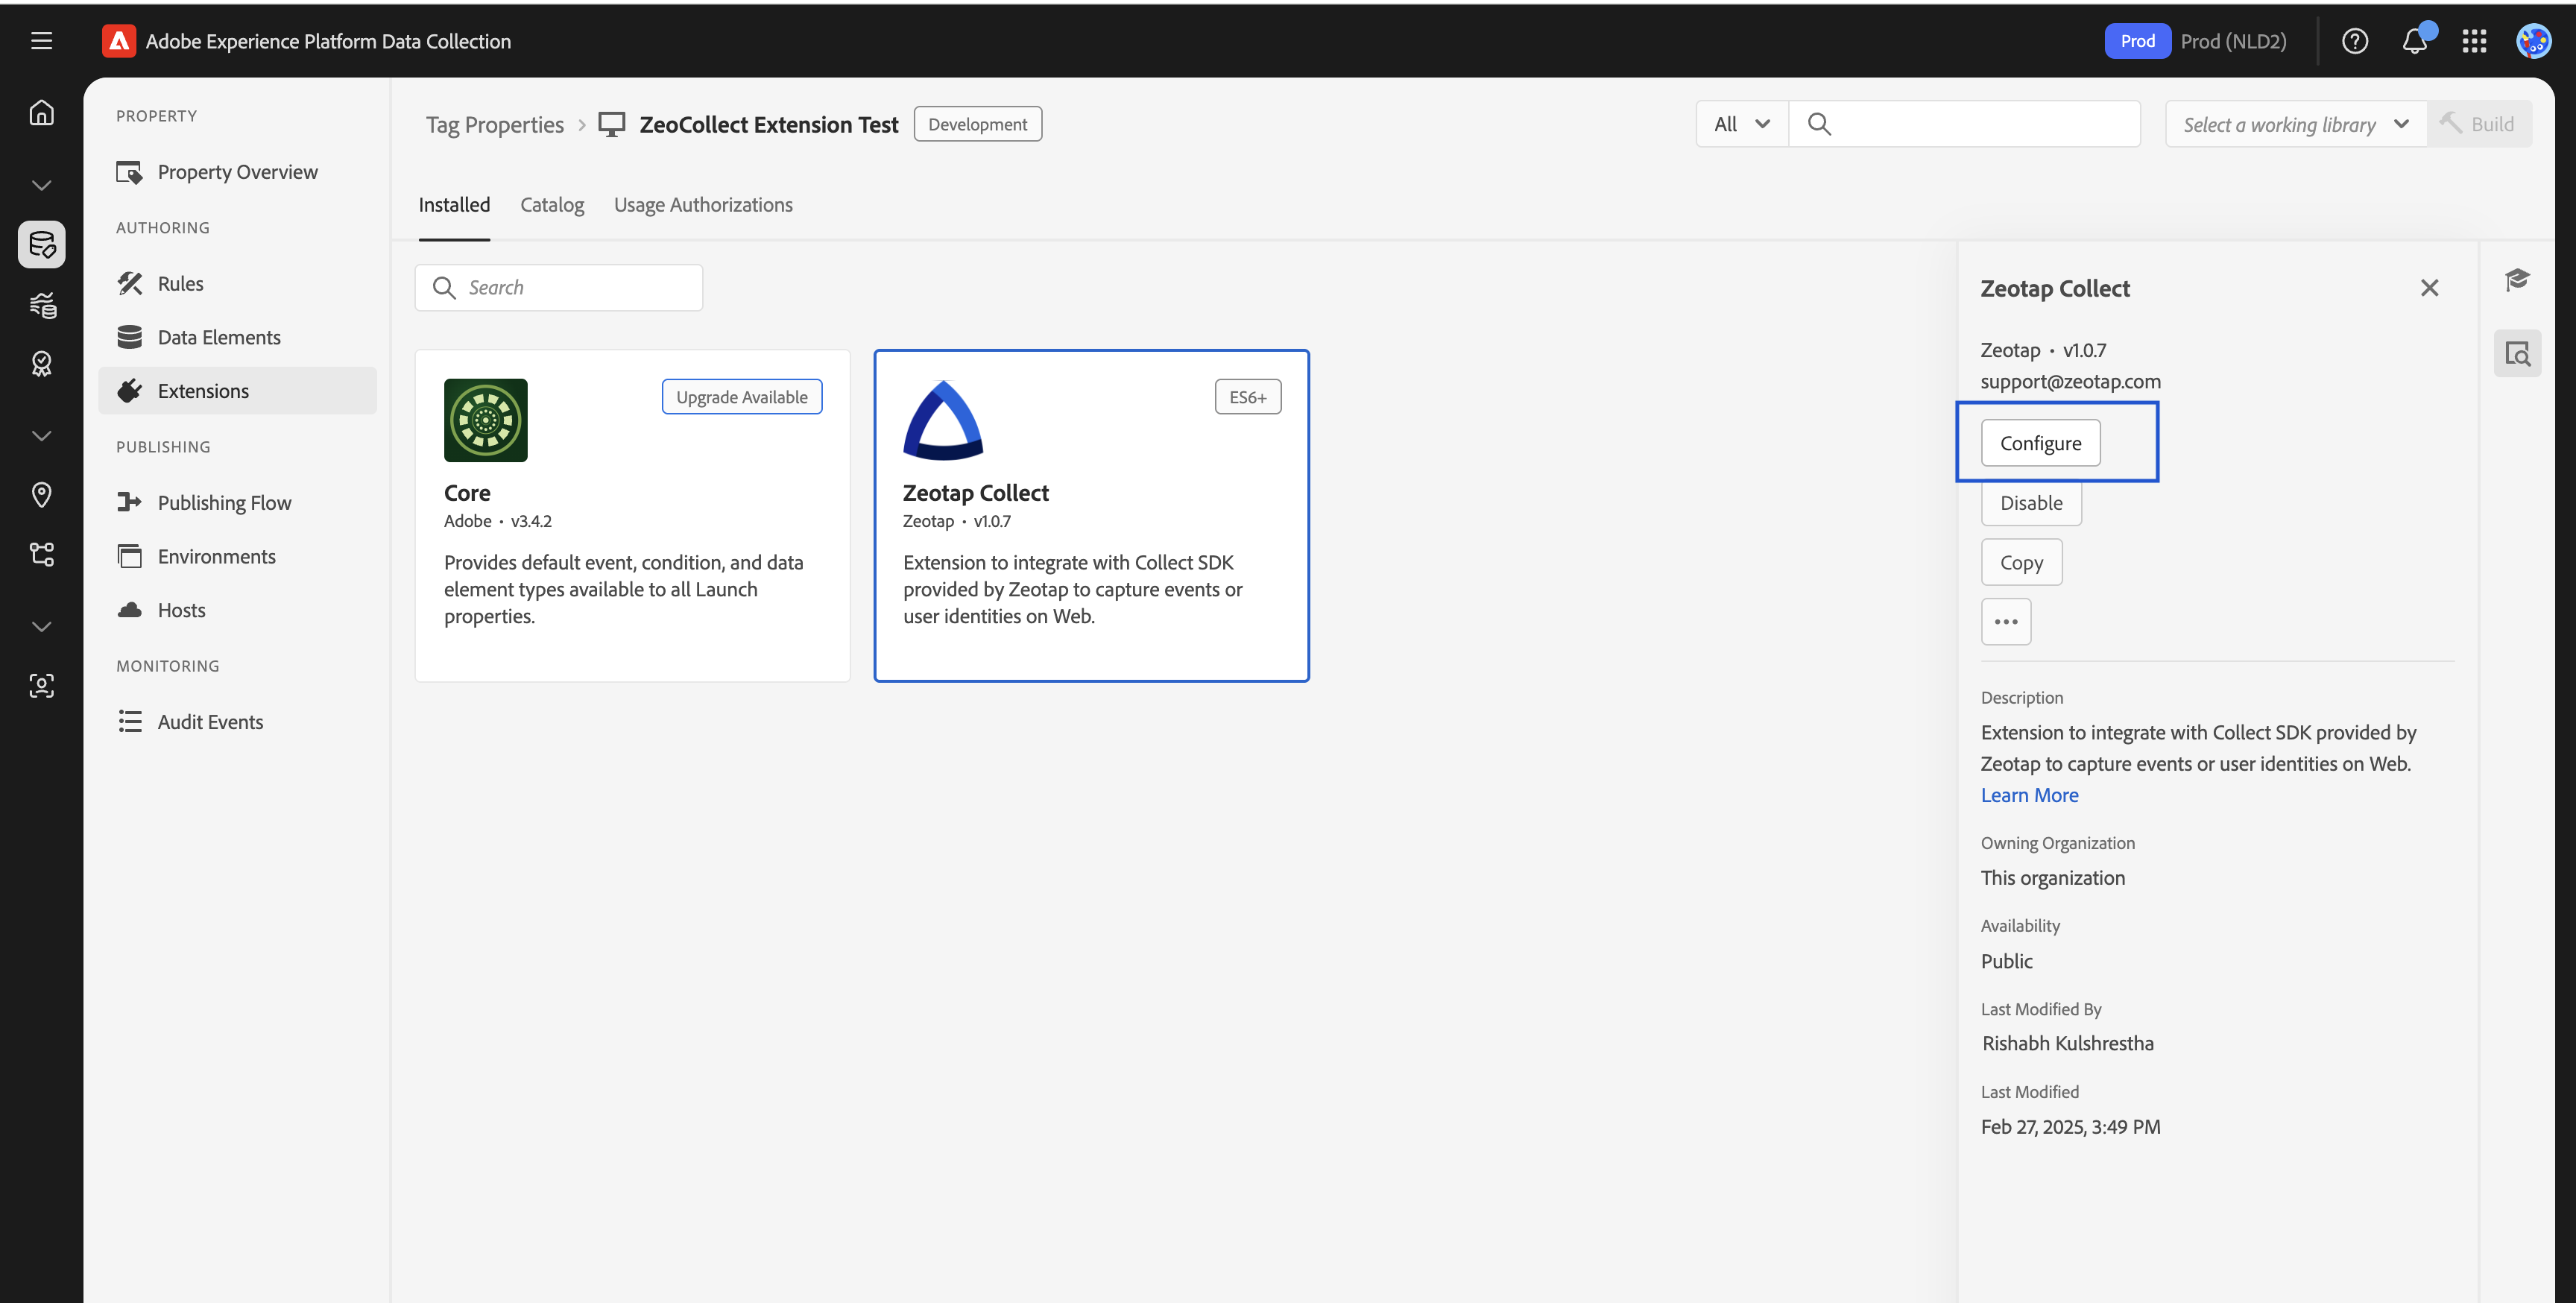 Adobe Experience Platform Data Collection
Prod
Prod (NLD2)
PROPERTY
Property Overview
AUTHORING
Rules
Data Elements
Extensions
PUBLISHING
Publishing Flow
Environments
Hosts
MONITORING
Audit Events
Tag Properties
ZeoCollect Extension Test
Development
All
Select a working library
Build
Installed
Catalog
Usage Authorizations
Search
Upgrade Available
Core
Adobe • v3.4.2
Provides default event, condition, and data
element types available to all Launch
properties.
ES6+
Zeotap Collect
Zeotap • v1.0.7
Extension to integrate with Collect SDK
provided by Zeotap to capture events or
user identities on Web.
Zeotap Collect
Zeotap • v1.0.7
support@zeotap.com
Configure
Disable
Copy
Description
Extension to integrate with Collect SDK provided by
Zeotap to capture events or user identities on Web.
Learn More
Owning Organization
This organization
Availability
Public
Last Modified By
Rishabh Kulshrestha
Last Modified
Feb 27, 2025, 3:49 PM